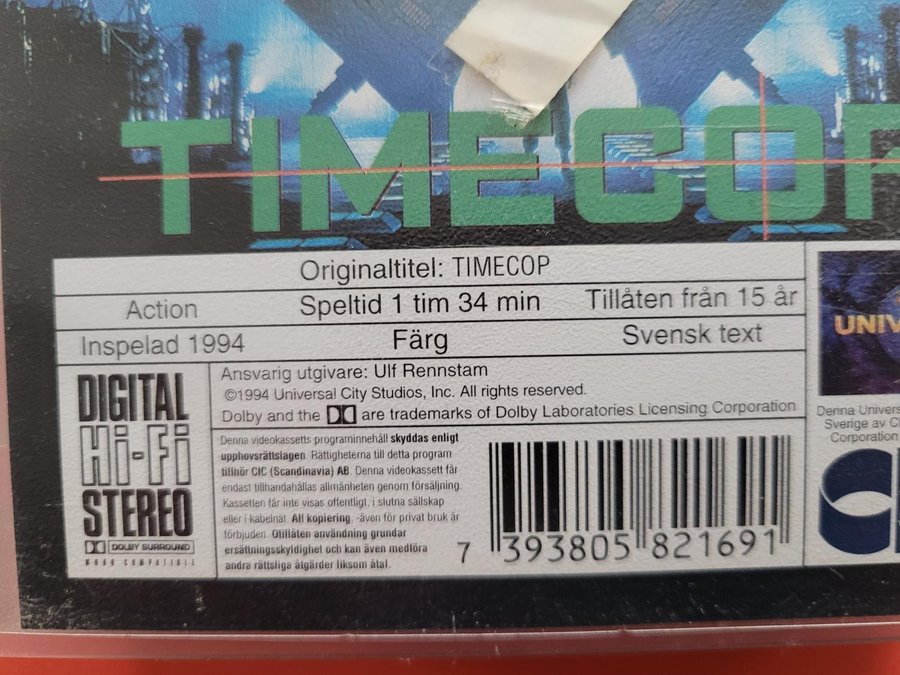 TIMECOP
Originaltitel: TIMECOP
Action Speltid 1 tim 34 min Tillåten från 15 år
Inspelad 1994 Färg Svensk text
DIGITAL
Hi-Fi
STEREO
DOLBY SURROUND
MONO COMPATIBLE
Ansvarig utgivare: Ulf Rennstam
©1994 Universal City Studios, Inc. All rights reserved.
Dolby and the are trademarks of Dolby Laboratories Licensing Corporation
Denna videokassetts programinnehåll skyddas enligt
upphovsrättslagen. Rättigheterna till detta program
tillhör CIC (Scandinavia) AB. Denna videokassett får
endast tillhandahållas allmänheten genom försäljning.
Kassetten får inte visas offentligt, i slutna sällskap
eller i kabelnät. All kopiering, -även för privat bruk är
förbjuden. Otillåten användning grundar
ersättningsskyldighet och kan även medföra
andra rättsliga åtgärder liksom åtal.
7 393805 821691
UNIV
Denna Univers
Sverige av CI
Corporation